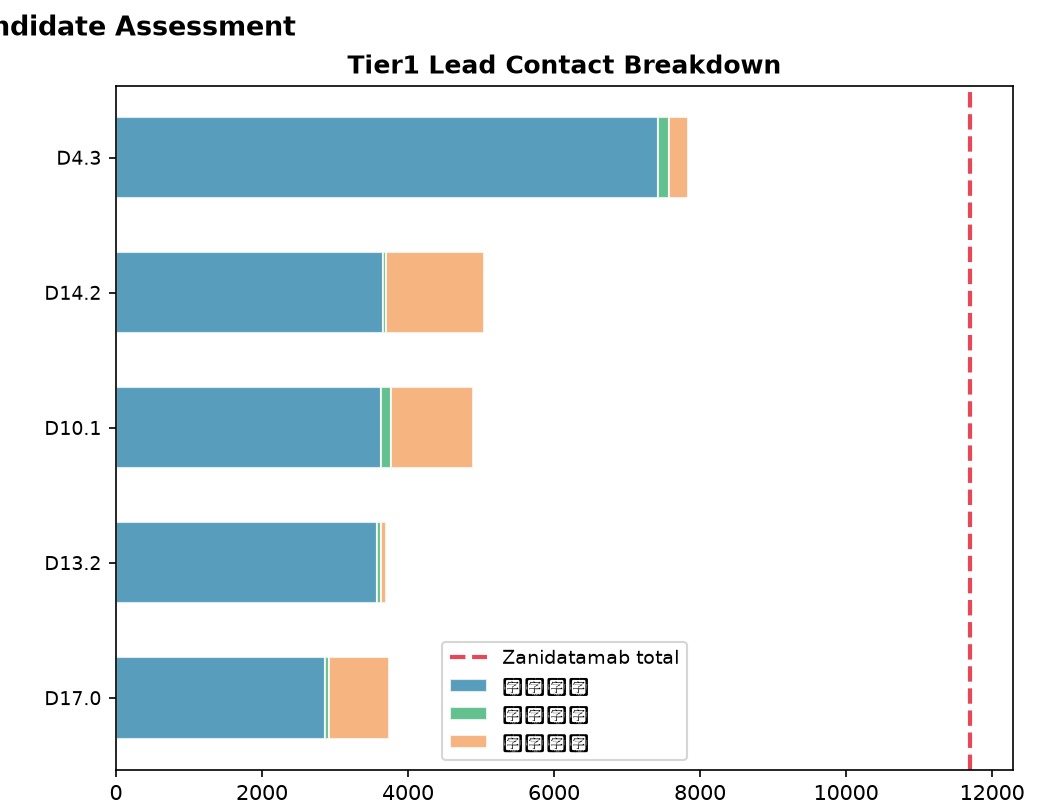 ndidate Assessment
Tier1 Lead Contact Breakdown
D4.3
D14.2
D10.1
D13.2
D17.0
Zanidatamab total
0 2000 4000 6000 8000 10000 12000